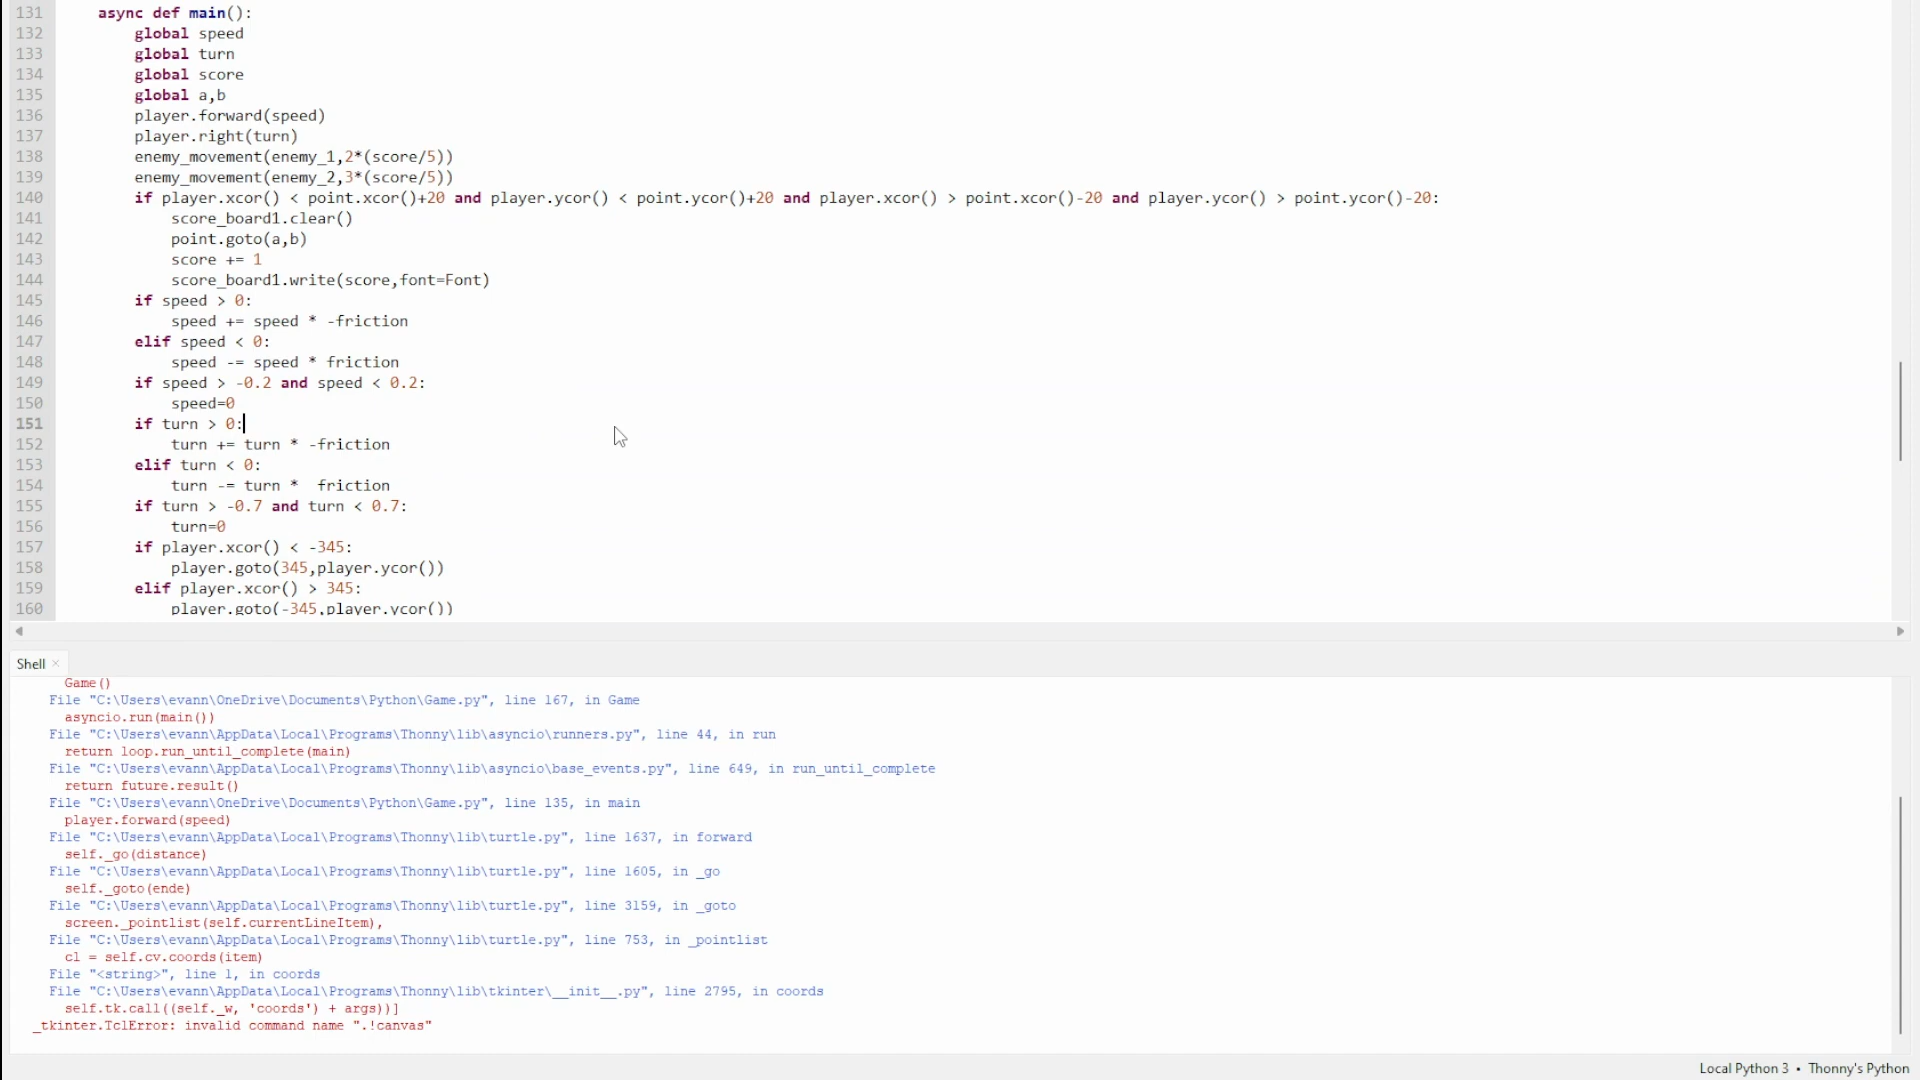 131 async def main():
132 global speed
133 global turn
134 global score
135 global a,b
136 player.forward(speed)
137 player.right(turn)
138 enemy_movement(enemy_1,2*(score/5))
139 enemy_movement(enemy_2,3*(score/5))
140 if player.xcor() < point.xcor()+20 and player.ycor() < point.ycor()+20 and player.xcor() > point.xcor()-20 and player.ycor() > point.ycor()-20:
141 score_board1.clear()
142 point.goto(a,b)
143 score += 1
144 score_board1.write(score,font=Font)
145 if speed > 0:
146 speed += speed * -friction
147 elif speed < 0:
148 speed -= speed * friction
149 if speed > -0.2 and speed < 0.2:
150 speed=0
151 if turn > 0:
152 turn += turn * -friction
153 elif turn < 0:
154 turn -= turn *  friction
155 if turn > -0.7 and turn < 0.7:
156 turn=0
157 if player.xcor() < -345:
158 player.goto(345,player.ycor())
159 elif player.xcor() > 345:
160 player.goto(-345,player.ycor())
Shell ×
Game()
File "C:\Users\evann\OneDrive\Documents\Python\Game.py", line 167, in Game
asyncio.run(main())
File "C:\Users\evann\AppData\Local\Programs\Thonny\lib\asyncio\runners.py", line 44, in run
return loop.run_until_complete(main)
File "C:\Users\evann\AppData\Local\Programs\Thonny\lib\asyncio\base_events.py", line 649, in run_until_complete
return future.result()
File "C:\Users\evann\OneDrive\Documents\Python\Game.py", line 135, in main
player.forward(speed)
File "C:\Users\evann\AppData\Local\Programs\Thonny\lib\turtle.py", line 1637, in forward
self._go(distance)
File "C:\Users\evann\AppData\Local\Programs\Thonny\lib\turtle.py", line 1605, in _go
self._goto(ende)
File "C:\Users\evann\AppData\Local\Programs\Thonny\lib\turtle.py", line 3159, in _goto
screen._pointlist(self.currentLineItem),
File "C:\Users\evann\AppData\Local\Programs\Thonny\lib\turtle.py", line 753, in _pointlist
cl = self.cv.coords(item)
File "<string>", line 1, in coords
File "C:\Users\evann\AppData\Local\Programs\Thonny\lib\tkinter\__init__.py", line 2795, in coords
self.tk.call((self._w, 'coords') + args))]
_tkinter.TclError: invalid command name ".!canvas"
Local Python 3 • Thonny's Python